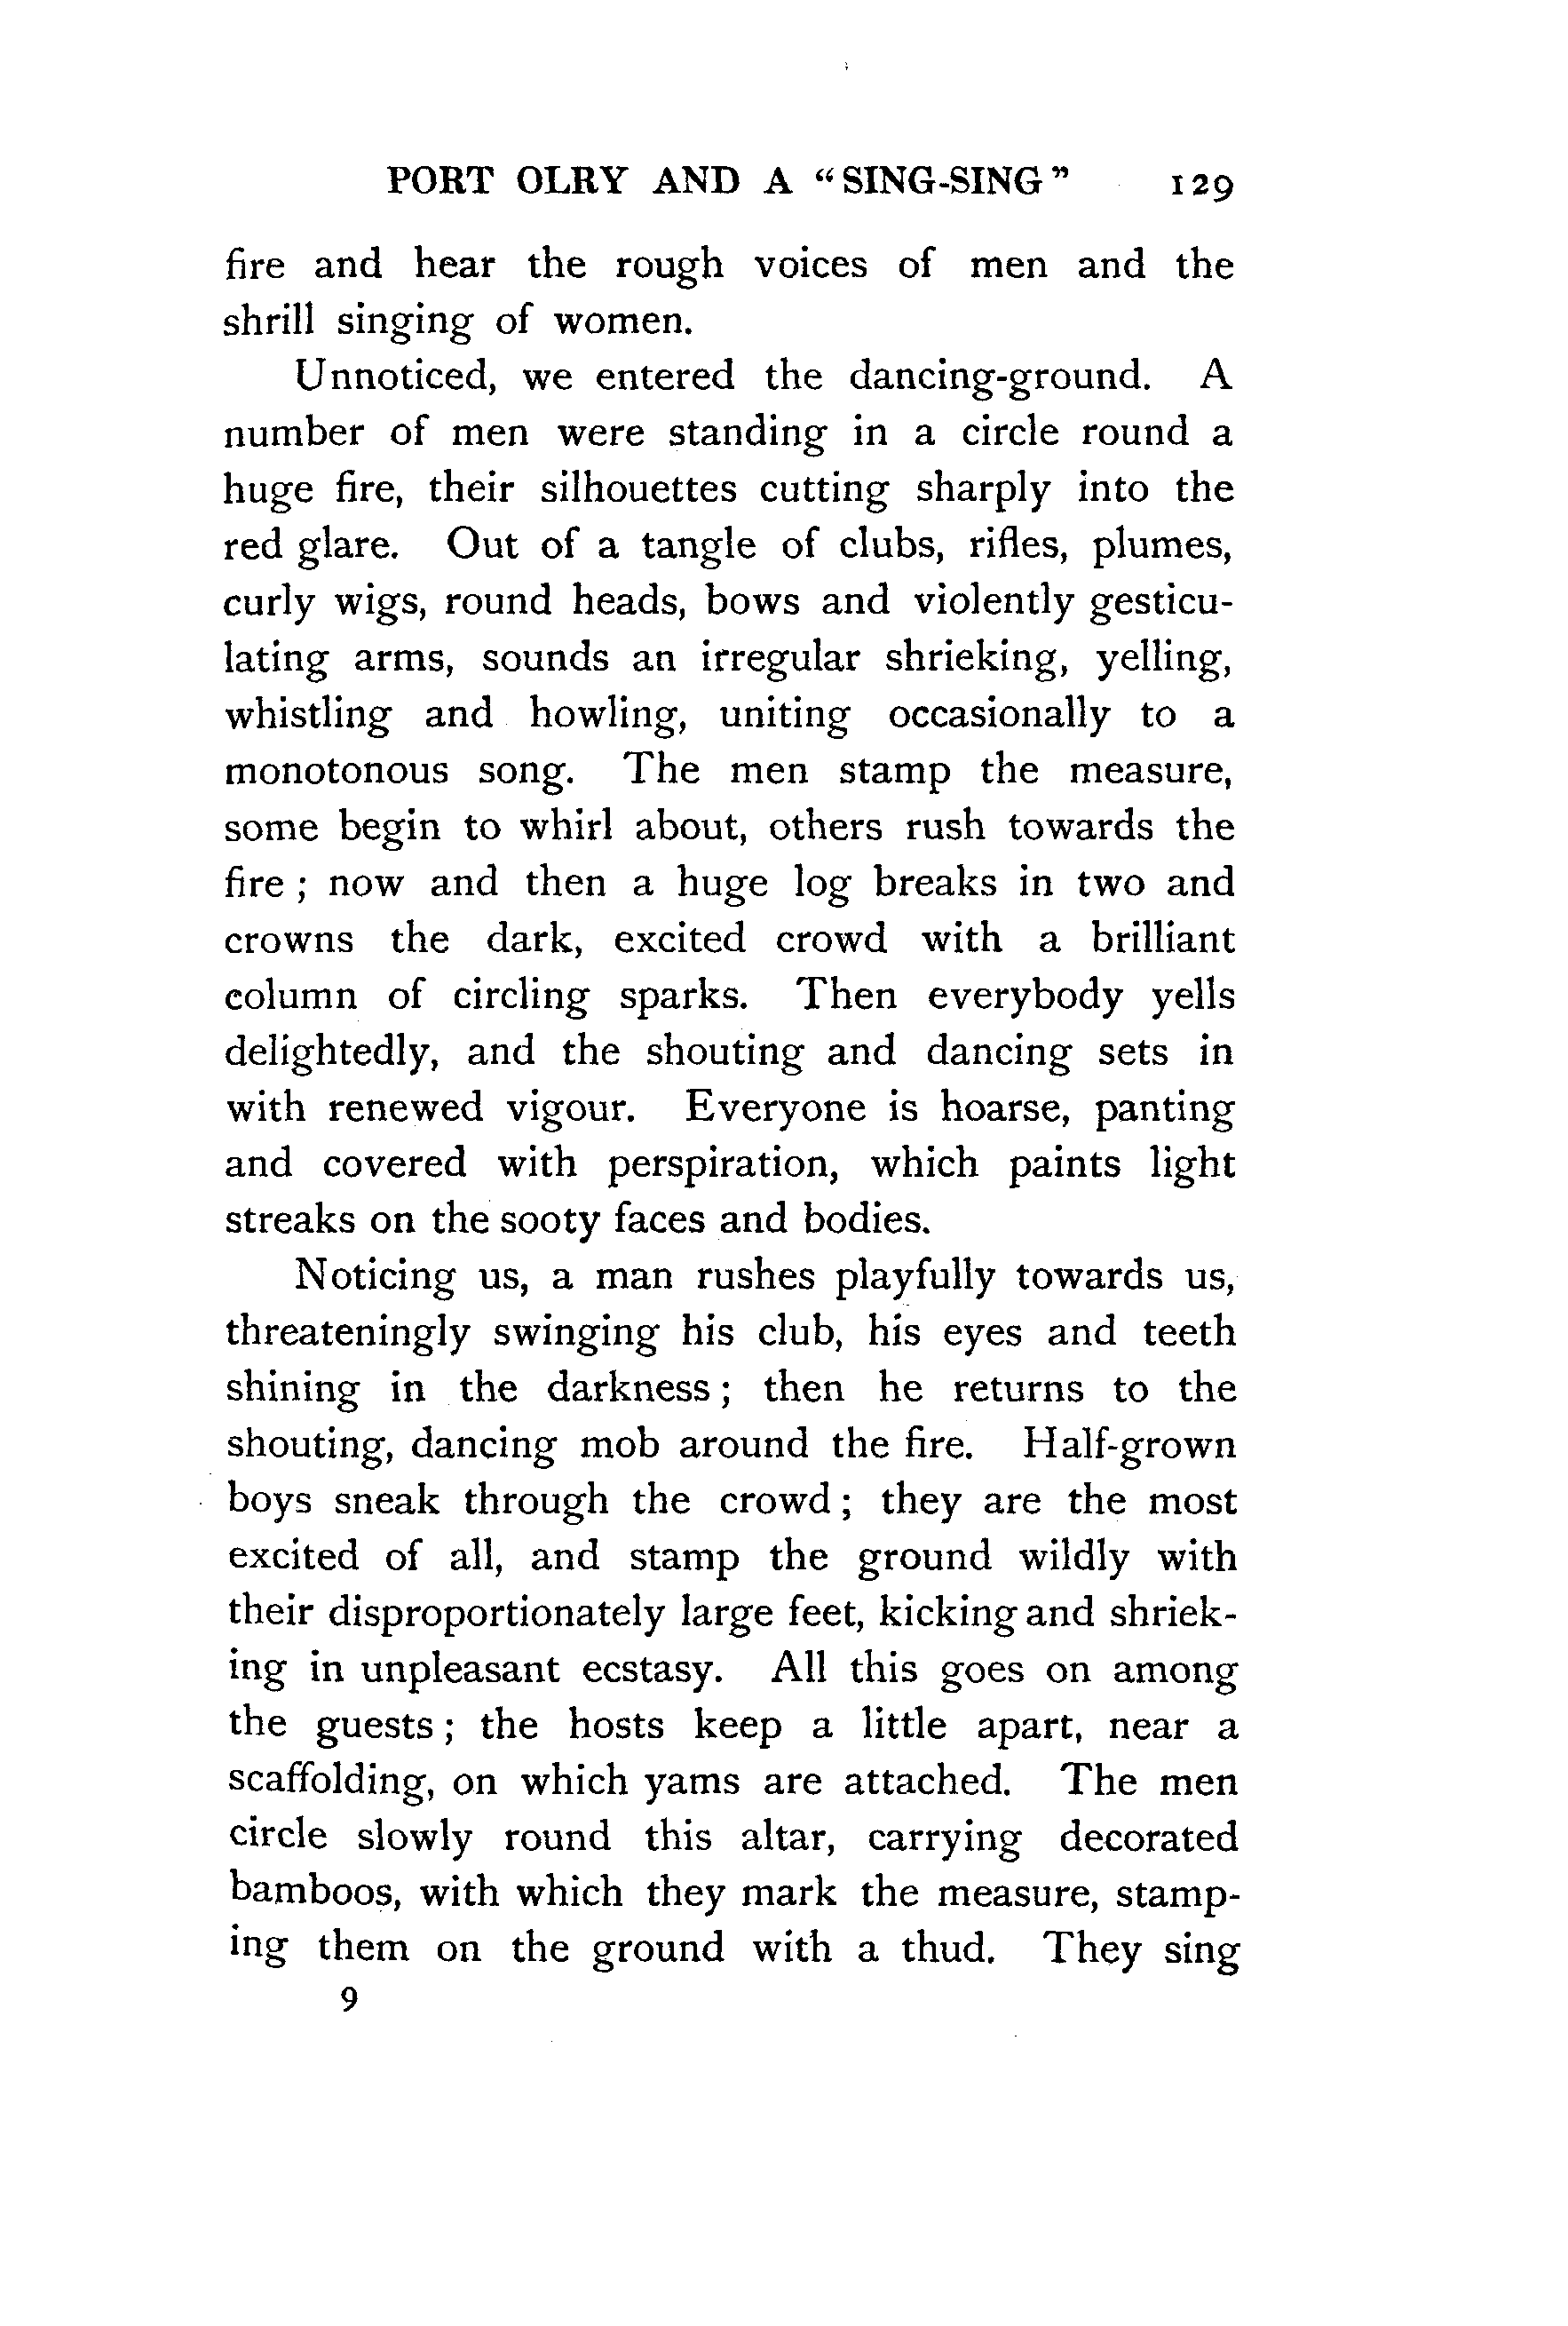 PORT OLRY AND A “SING-SING” 129
fire and hear the rough voices of men and the
shrill singing of women.
Unnoticed, we entered the dancing-ground. A
number of men were standing in a circle round a
huge fire, their silhouettes cutting sharply into the
red glare. Out of a tangle of clubs, rifles, plumes,
curly wigs, round heads, bows and violently gesticu-
lating arms, sounds an irregular shrieking, yelling,
whistling and howling, uniting occasionally to a
monotonous song. The men stamp the measure,
some begin to whirl about, others rush towards the
fire ; now and then a huge log breaks in two and
crowns the dark, excited crowd with a brilliant
column of circling sparks. Then everybody yells
delightedly, and the shouting and dancing sets in
with renewed vigour. Everyone is hoarse, panting
and covered with perspiration, which paints light
streaks on the sooty faces and bodies.
Noticing us, a man rushes playfully towards us,
threateningly swinging his club, his eyes and teeth
shining in the darkness ; then he returns to the
shouting, dancing mob around the fire. Half-grown
boys sneak through the crowd ; they are the most
excited of all, and stamp the ground wildly with
their disproportionately large feet, kicking and shriek-
ing in unpleasant ecstasy. All this goes on among
the guests ; the hosts keep a little apart, near a
scaffolding, on which yams are attached. The men
circle slowly round this altar, carrying decorated
bamboos, with which they mark the measure, stamp-
ing them on the ground with a thud. They sing
9